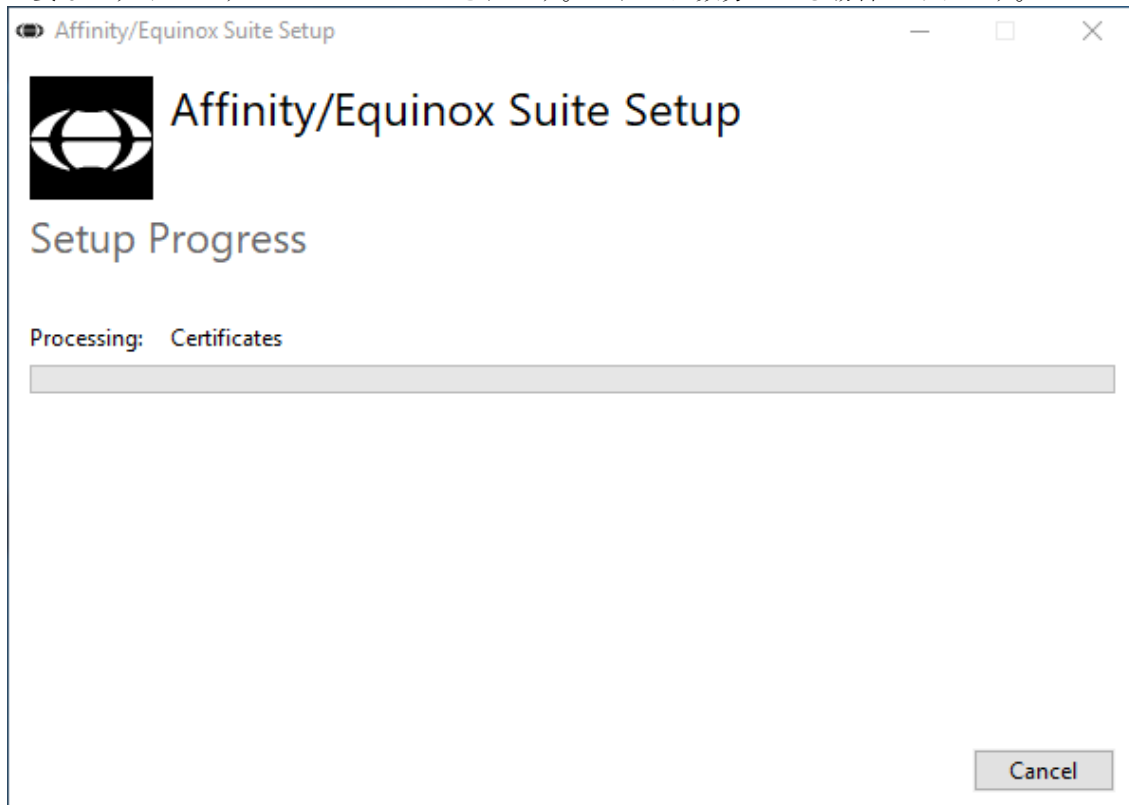 Affinity/Equinox Suite Setup
Affinity/Equinox Suite Setup
Setup Progress
Processing: Certificates
Cancel